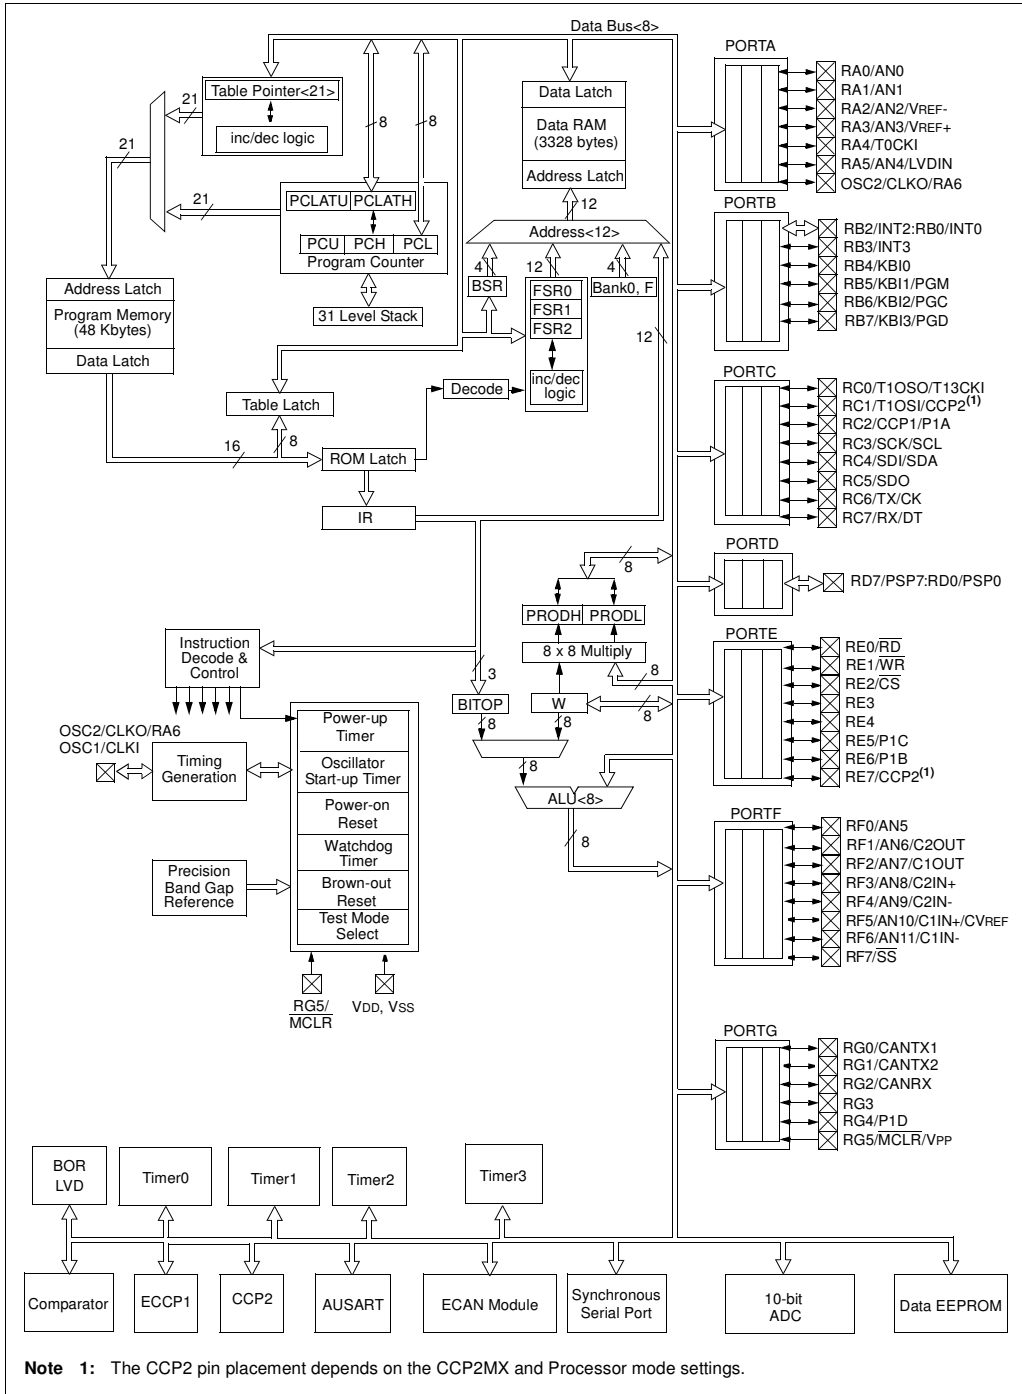 Data Bus<8>
Table Pointer<21>
inc/dec logic
21
21
21
8
8
PCLATU PCLATH
PCU PCH PCL
Program Counter
31 Level Stack
Address Latch
Program Memory
(48 Kbytes)
Data Latch
Data Latch
Data RAM
(3328 bytes)
Address Latch
12
Address<12>
4
12
4
BSR
FSR0
FSR1
FSR2
inc/dec
logic
Bank0, F
12
Table Latch
Decode
16
8
ROM Latch
IR
8
PRODH PRODL
8 x 8 Multiply
8
3
BITOP
W
8
8
8
8
ALU<8>
8
Instruction
Decode &
Control
OSC2/CLKO/RA6
OSC1/CLKI
Timing
Generation
Precision
Band Gap
Reference
Power-up
Timer
Oscillator
Start-up Timer
Power-on
Reset
Watchdog
Timer
Brown-out
Reset
Test Mode
Select
RG5/
MCLR
VDD, VSS
PORTA
RA0/AN0
RA1/AN1
RA2/AN2/VREF-
RA3/AN3/VREF+
RA4/T0CKI
RA5/AN4/LVDIN
OSC2/CLKO/RA6
PORTB
RB2/INT2:RB0/INT0
RB3/INT3
RB4/KBI0
RB5/KBI1/PGM
RB6/KBI2/PGC
RB7/KBI3/PGD
PORTC
RC0/T1OSO/T13CKI
RC1/T1OSI/CCP2(1)
RC2/CCP1/P1A
RC3/SCK/SCL
RC4/SDI/SDA
RC5/SDO
RC6/TX/CK
RC7/RX/DT
PORTD
RD7/PSP7:RD0/PSP0
PORTE
RE0/RD
RE1/WR
RE2/CS
RE3
RE4
RE5/P1C
RE6/P1B
RE7/CCP2(1)
PORTF
RF0/AN5
RF1/AN6/C2OUT
RF2/AN7/C1OUT
RF3/AN8/C2IN+
RF4/AN9/C2IN-
RF5/AN10/C1IN+/CVREF
RF6/AN11/C1IN-
RF7/SS
PORTG
RG0/CANTX1
RG1/CANTX2
RG2/CANRX
RG3
RG4/P1D
RG5/MCLR/VPP
BOR
LVD
Timer0
Timer1
Timer2
Timer3
Comparator
ECCP1
CCP2
AUSART
ECAN Module
Synchronous
Serial Port
10-bit
ADC
Data EEPROM
Note 1: The CCP2 pin placement depends on the CCP2MX and Processor mode settings.